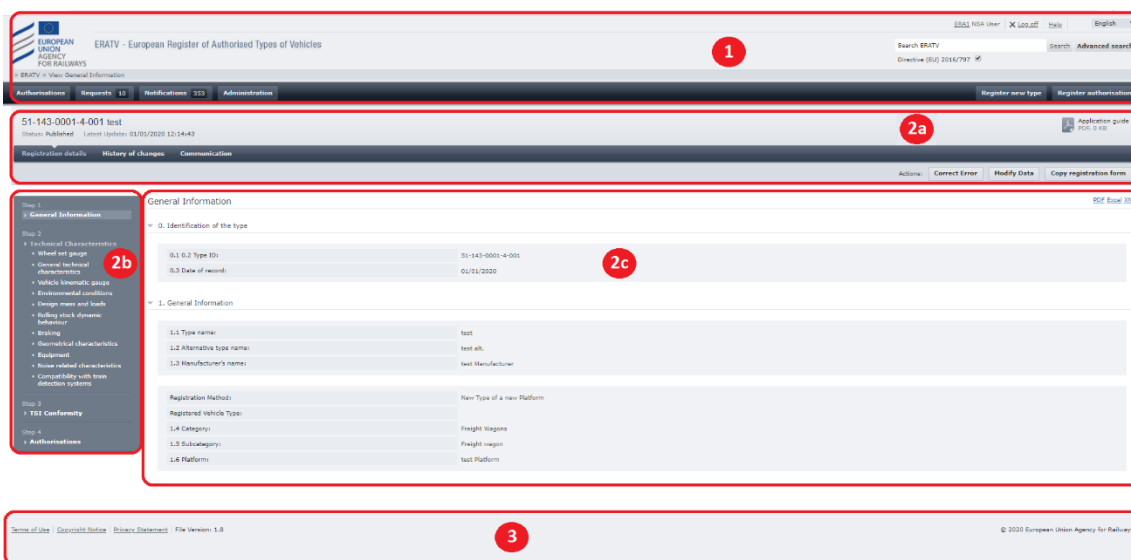 ERA1 NSA User X Log off Help English
EUROPEAN
UNION
AGENCY
FOR RAILWAYS
ERATV - European Register of Authorised Types of Vehicles
1
Search ERATV Search Advanced search
Directive (EU) 2016/797
> ERATV > View General Information
Authorisations Requests 10 Notifications 353 Administration Register new type Register authorisation
51-143-0001-4-001 test
Status: Published Latest Update: 01/01/2020 12:14:43
2a
Application guide
PDF, 0 KB
Registration details History of changes Communication
Actions: Correct Error Modify Data Copy registration form
Step 1
General Information
Step 2
Technical Characteristics
Wheel set gauge
General technical
characteristics
Vehicle kinematic gauge
Environmental conditions
Design mass and loads
Rolling stock dynamic
behaviour
Braking
Geometrical characteristics
Equipment
Noise related characteristics
Compatibility with train
detection systems
Step 3
TSI Conformity
Step 4
Authorisations
2b
General Information PDF Excel
0. Identification of the type
0.1 0.2 Type ID: 51-143-0001-4-001
0.3 Date of record: 01/01/2020
2c
1. General Information
1.1 Type name: test
1.2 Alternative type name: test alt.
1.3 Manufacturer's name: test Manufacturer
Registration Method: New Type of a new Platform
Registered Vehicle Type:
1.4 Category: Freight Wagons
1.5 Subcategory: Freight wagon
1.6 Platform: test Platform
Terms of Use Copyright Notice Privacy Statement File Version: 1.8
3
© 2020 European Union Agency for Railway